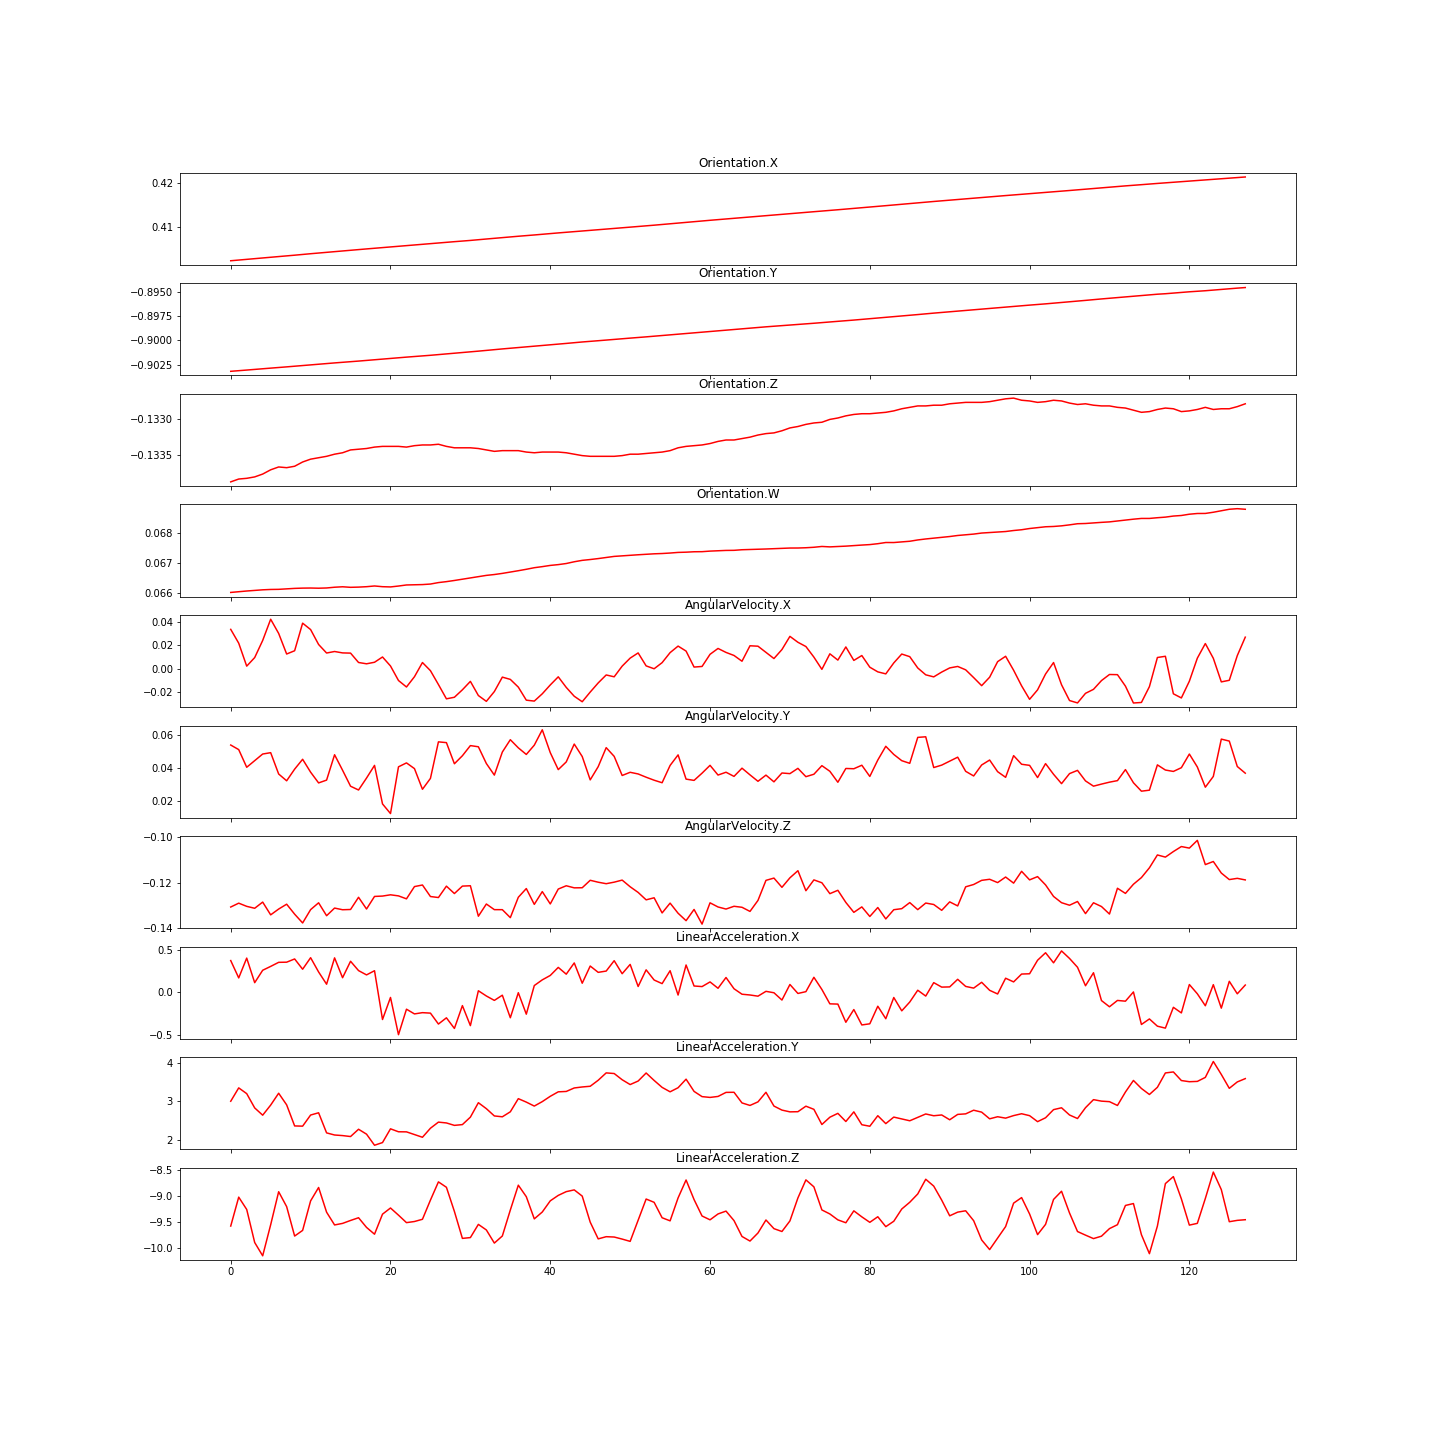 Orientation.X
0.42
0.41
Orientation.Y
−0.8950
−0.8975
−0.9000
−0.9025
Orientation.Z
−0.1330
−0.1335
Orientation.W
0.068
0.067
0.066
AngularVelocity.X
0.04
0.02
0.00
−0.02
AngularVelocity.Y
0.06
0.04
0.02
AngularVelocity.Z
−0.10
−0.12
−0.14
LinearAcceleration.X
0.5
0.0
−0.5
LinearAcceleration.Y
4
3
2
LinearAcceleration.Z
−8.5
−9.0
−9.5
−10.0
0 20 40 60 80 100 120